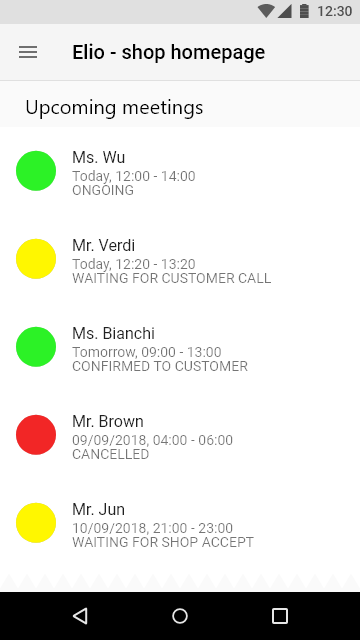 12:30
Elio - shop homepage
Upcoming meetings
Ms. Wu
Today, 12:00 - 14:00
ONGOING
Mr. Verdi
Today, 12:20 - 13:20
WAITING FOR CUSTOMER CALL
Ms. Bianchi
Tomorrow, 09:00 - 13:00
CONFIRMED TO CUSTOMER
Mr. Brown
09/09/2018, 04:00 - 06:00
CANCELLED
Mr. Jun
10/09/2018, 21:00 - 23:00
WAITING FOR SHOP ACCEPT